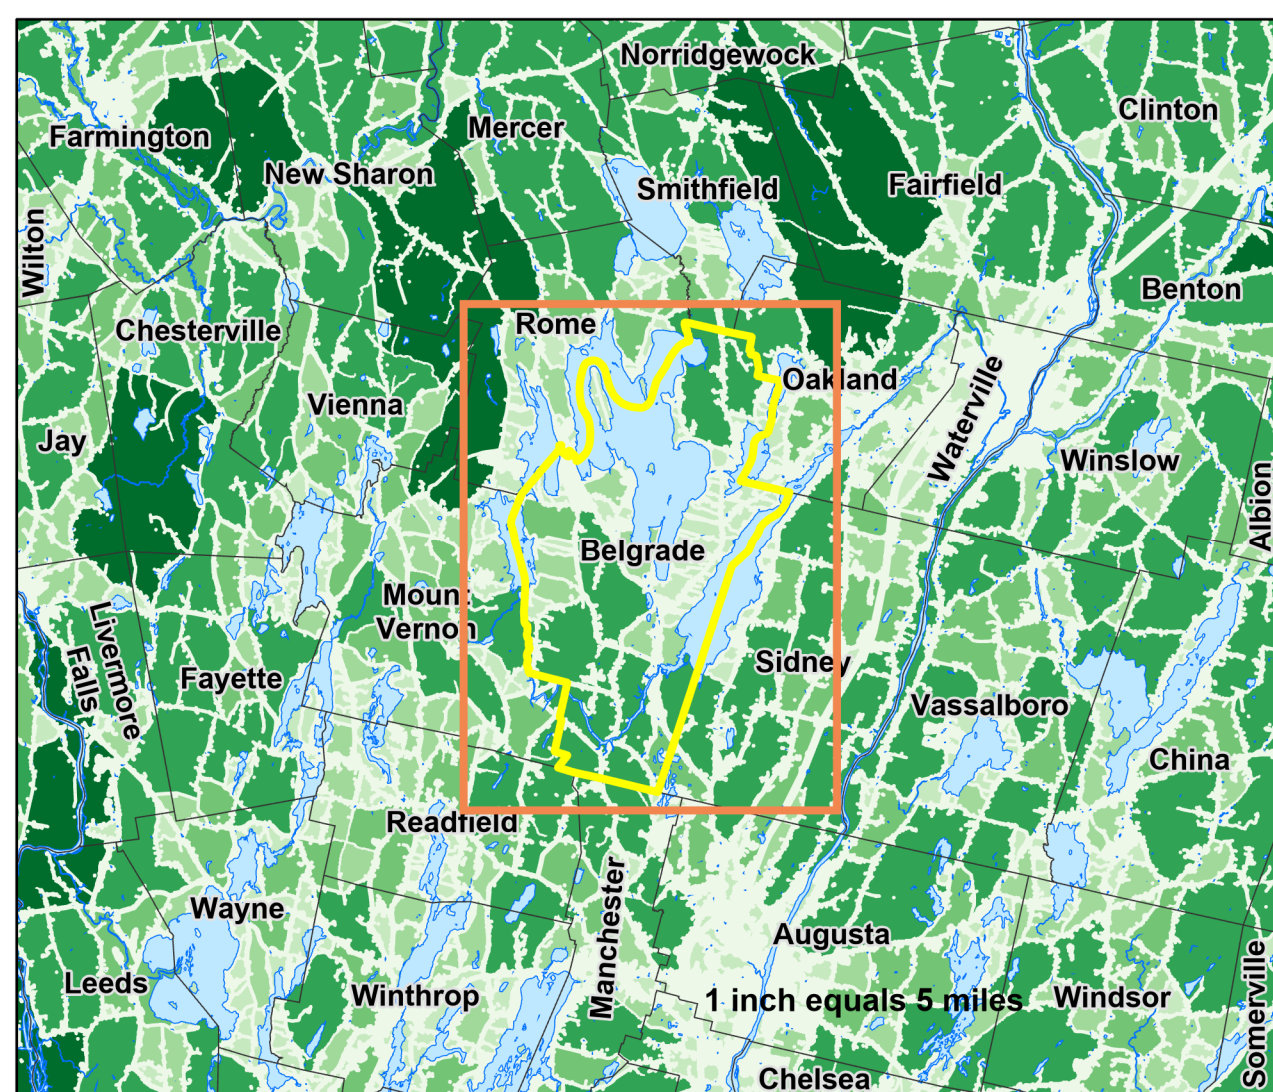 Norridgewock
Clinton
Mercer
Farmington
New Sharon
Smithfield
Fairfield
Wilton
Benton
Rome
Chesterville
Oakland
Vienna
Waterville
Jay
Winslow
Albion
Belgrade
Mount
Vernon
Livermore
Falls
Sidney
Fayette
Vassalboro
China
Readfield
Manchester
Wayne
Augusta
Leeds
Winthrop
1 inch equals 5 miles
Windsor
Somerville
Chelsea